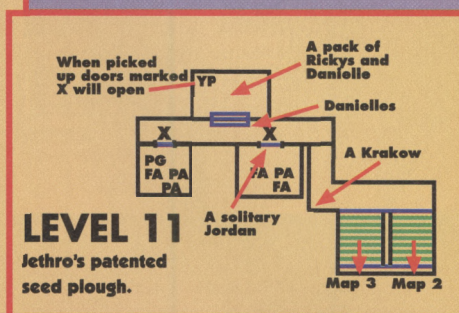 When picked
up doors marked
X will open
YP
A pack of
Rickys and
Danielle
Danielles
X
X
PG
FA PA
PA
FA PA
FA
A Krakow
A solitary
Jordan
LEVEL 11
Jethro's patented
seed plough.
Map 3 Map 2